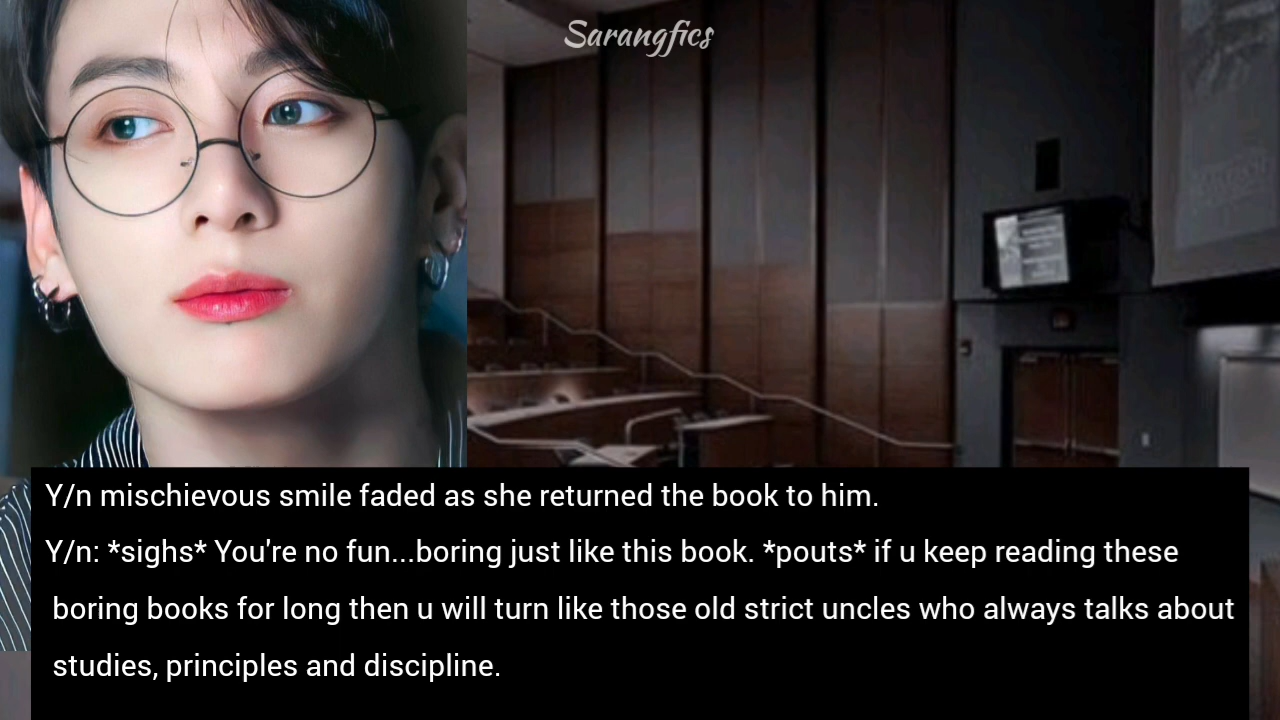 Sarangfics
Y/n mischievous smile faded as she returned the book to him.
Y/n: *sighs* You're no fun...boring just like this book. *pouts* if u keep reading these
boring books for long then u will turn like those old strict uncles who always talks about
studies, principles and discipline.